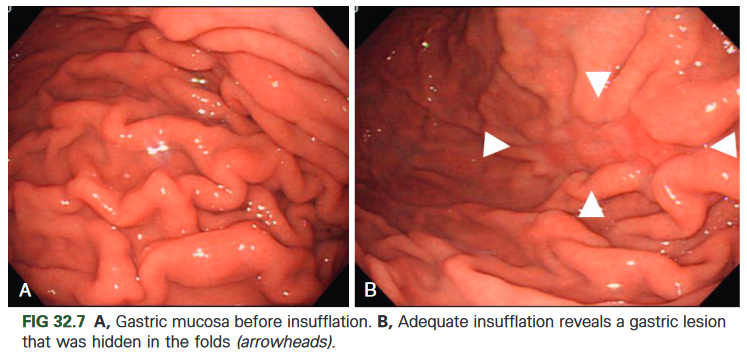 A
B
FIG 32.7 A, Gastric mucosa before insufflation. B, Adequate insufflation reveals a gastric lesion
that was hidden in the folds (arrowheads).